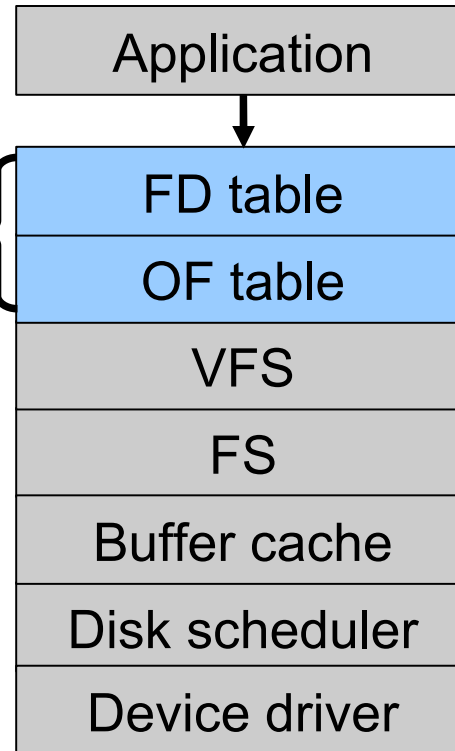 Application
FD table
OF table
VFS
FS
Buffer cache
Disk scheduler
Device driver